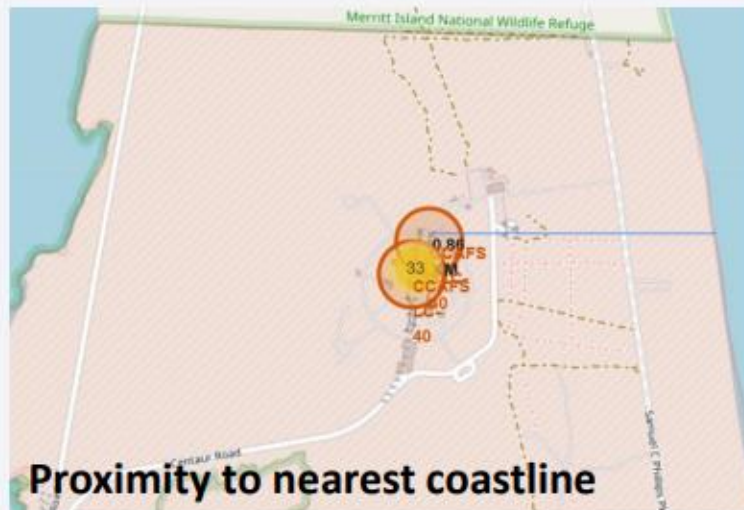 Merritt Island National Wildlife Refuge
0.86
CCAFS
33
M
CCAFS
40
LC-
40
Centaur Road
Samuel C Phillips P
Proximity to nearest coastline